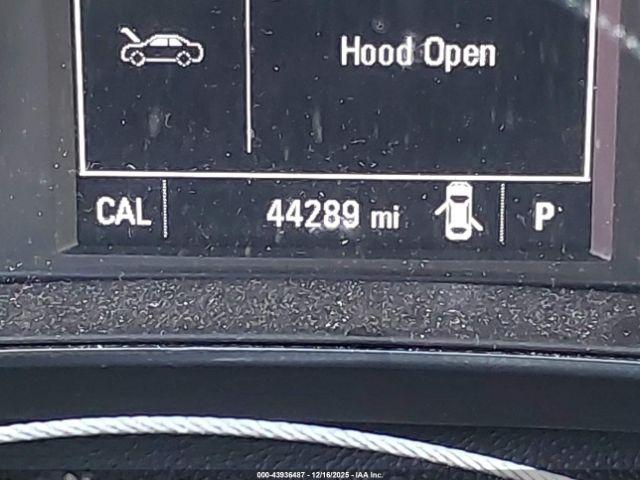 Hood Open
CAL 44289 mi P
000-43936487 - 12/16/2025 - IAA Inc.